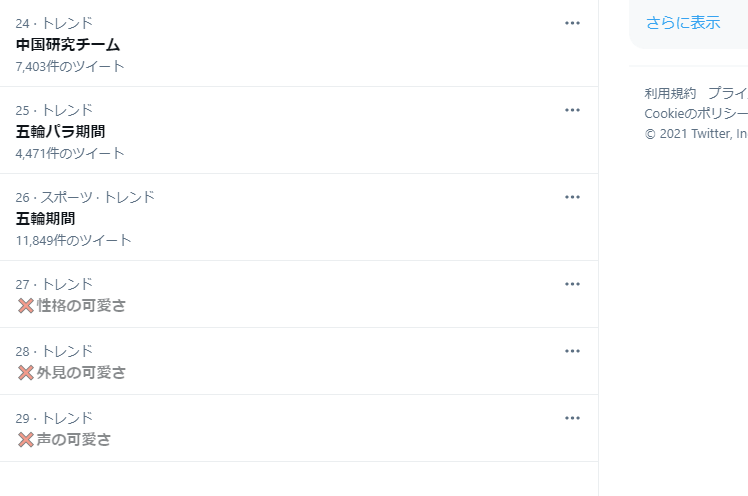 24 · トレンド
中国研究チーム
7,403件のツイート
25 · トレンド
五輪パラ期間
4,471件のツイート
26 · スポーツ · トレンド
五輪期間
11,849件のツイート
27 · トレンド
❌性格の可愛さ
28 · トレンド
❌外見の可愛さ
29 · トレンド
❌声の可愛さ
さらに表示
利用規約 プライ
Cookieのポリシー
© 2021 Twitter, In